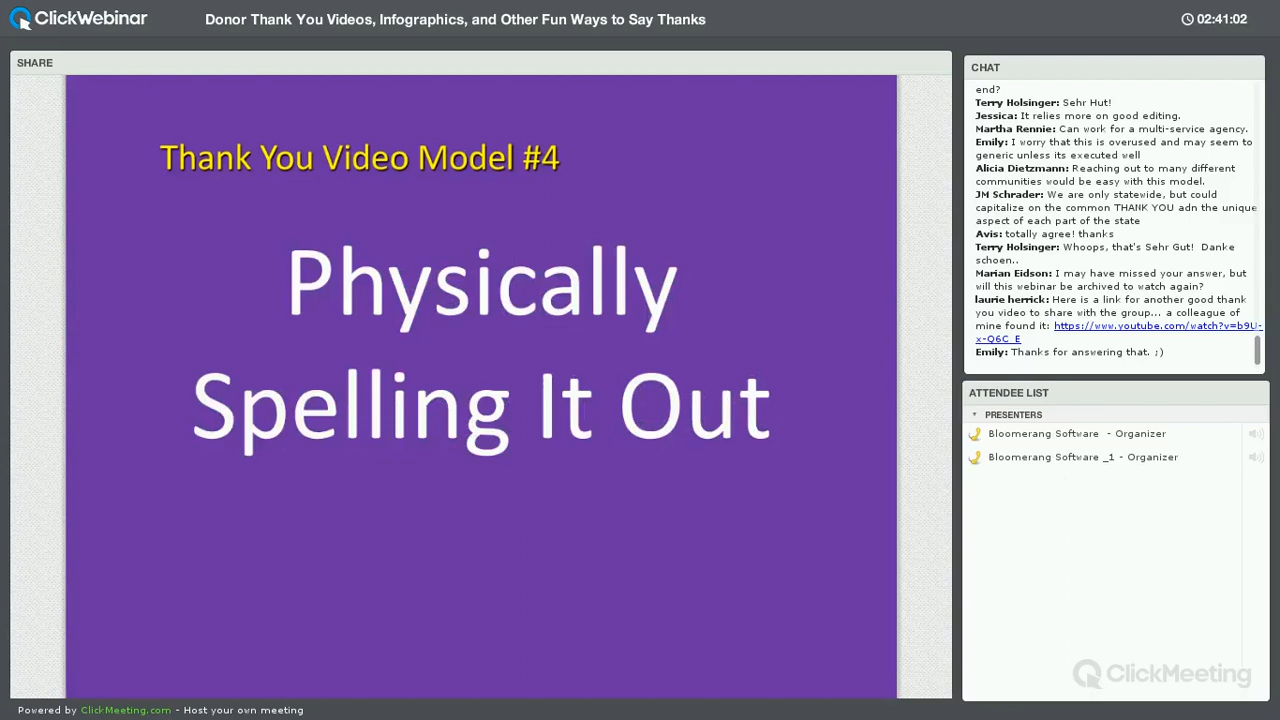 ClickWebinar
Donor Thank You Videos, Infographics, and Other Fun Ways to Say Thanks
02:41:02
SHARE
Thank You Video Model #4
Physically
Spelling It Out
CHAT
end?
Terry Holsinger: Sehr Hut!
Jessica: It relies more on good editing.
Martha Rennie: Can work for a multi-service agency.
Emily: I worry that this is overused and may seem to
generic unless its executed well
Alicia Dietzmann: Reaching out to many different
communities would be easy with this model.
JM Schrader: We are only statewide, but could
capitalize on the common THANK YOU adn the unique
aspect of each part of the state
Avis: totally agree! thanks
Terry Holsinger: Whoops, that's Sehr Gut!  Danke
schoen..
Marian Eidson: I may have missed your answer, but
will this webinar be archived to watch again?
laurie herrick: Here is a link for another good thank
you video to share with the group... a colleague of
mine found it: https://www.youtube.com/watch?v=b9U-
x-Q6C_E
Emily: Thanks for answering that. ;)
ATTENDEE LIST
PRESENTERS
Bloomerang Software  - Organizer
Bloomerang Software _1 - Organizer
ClickMeeting
Powered by ClickMeeting.com - Host your own meeting